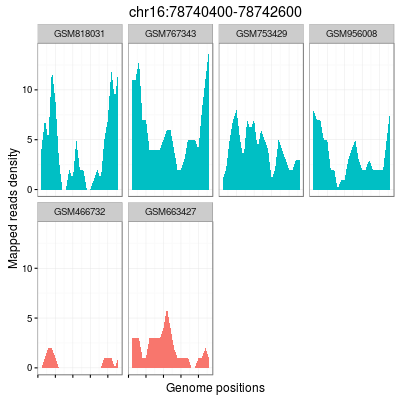 chr16:78740400-78742600
GSM818031 GSM767343 GSM753429 GSM956008
10
5
0
GSM466732 GSM663427
10
5
0
Mapped reads density
Genome positions